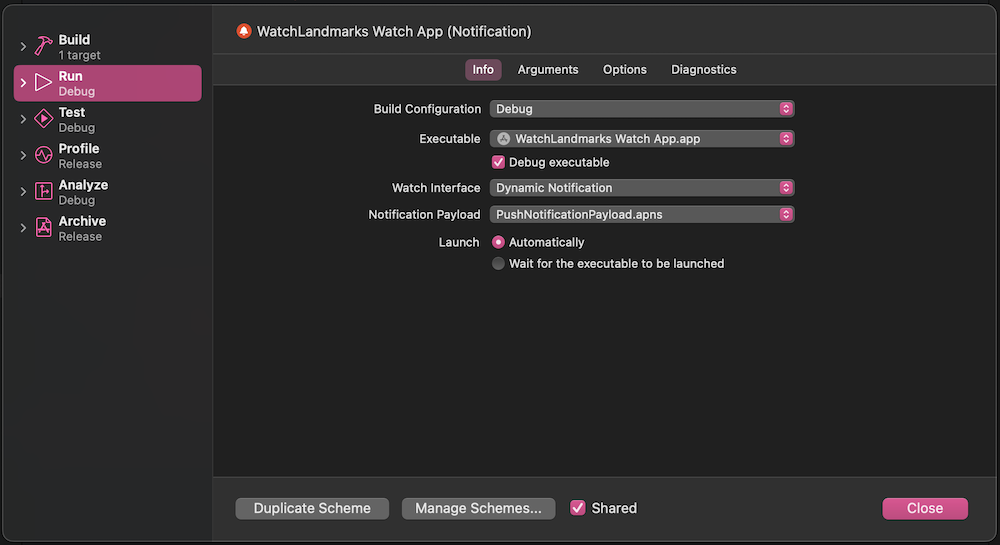 Build
1 target
Run
Debug
Test
Debug
Profile
Release
Analyze
Debug
Archive
Release
WatchLandmarks Watch App (Notification)
Info Arguments Options Diagnostics
Build Configuration Debug
Executable WatchLandmarks Watch App.app
Debug executable
Watch Interface Dynamic Notification
Notification Payload PushNotificationPayload.apns
Launch Automatically
Wait for the executable to be launched
Duplicate Scheme Manage Schemes... Shared Close